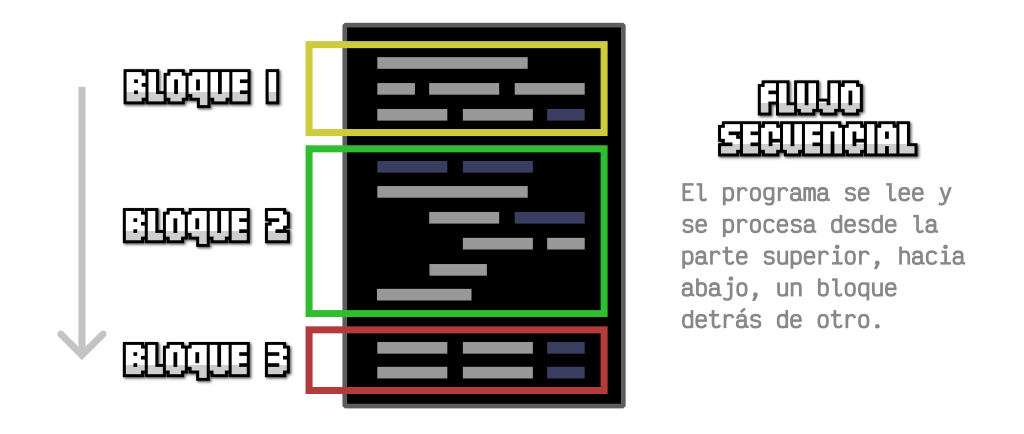 BLOQUE 1
BLOQUE 2
BLOQUE 3
FLUJO
SECUENCIAL
El programa se lee y
se procesa desde la
parte superior, hacia
abajo, un bloque
detrás de otro.